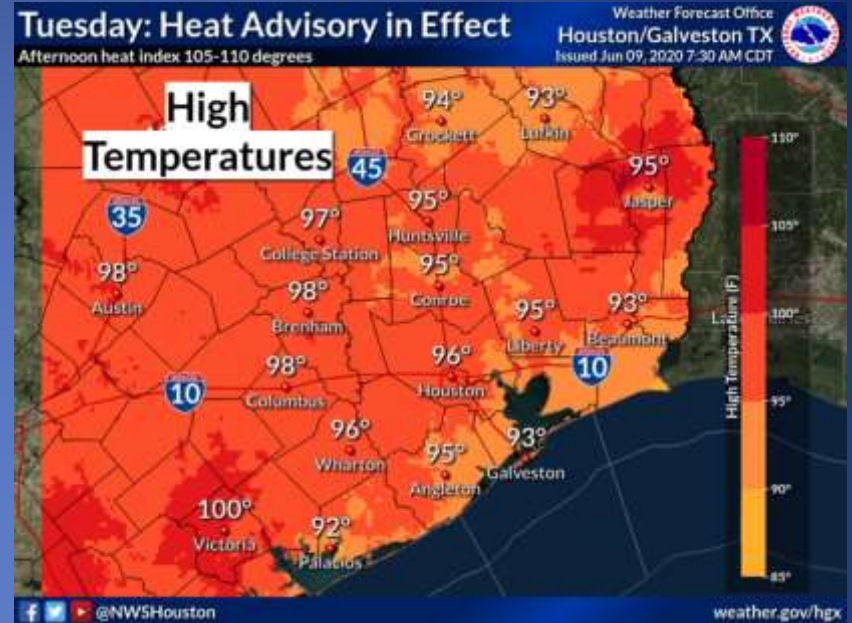 Tuesday: Heat Advisory in Effect
Afternoon heat index 105-110 degrees
Weather Forecast Office
Houston/Galveston TX
Issued Jun 09, 2020 7:30 AM CDT
High
Temperatures
94°
Crockett
93°
Lufkin
45
95°
Jasper
35
97°
College Station
95°
Huntsville
98°
Austin
95°
Conroe
98°
Brenham
95°
Liberty
93°
Beaumont
10
98°
Columbus
96°
Houston
10
96°
Wharton
95°
Angleton
93°
Galveston
100°
Victoria
92°
Palacios
High Temperature (F)
110°
105°
100°
95°
90°
85°
@NWSHouston
weather.gov/hgx